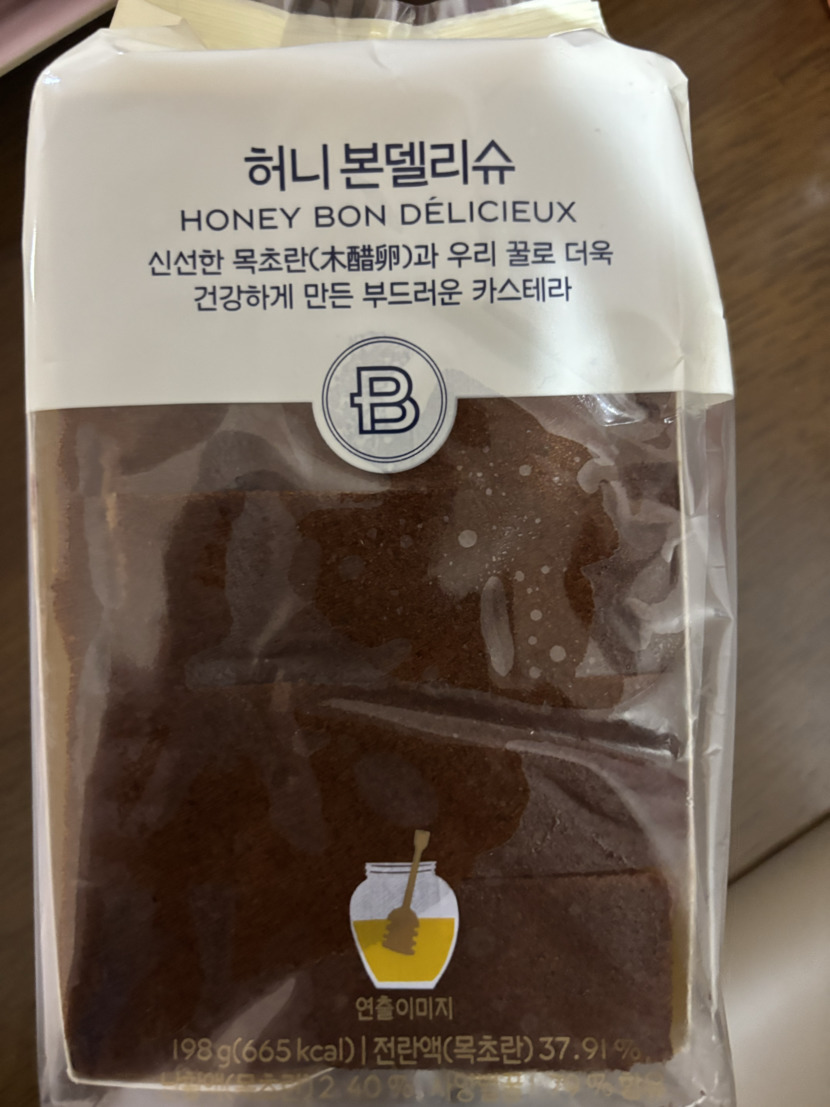 허니 본델리슈
HONEY BON DÉLICIEUX
신선한 목초란(木醋卵)과 우리 꿀로 더욱
건강하게 만든 부드러운 카스테라
B
연출이미지
198g(665 kcal) | 전란액(목초란) 37.91 %,